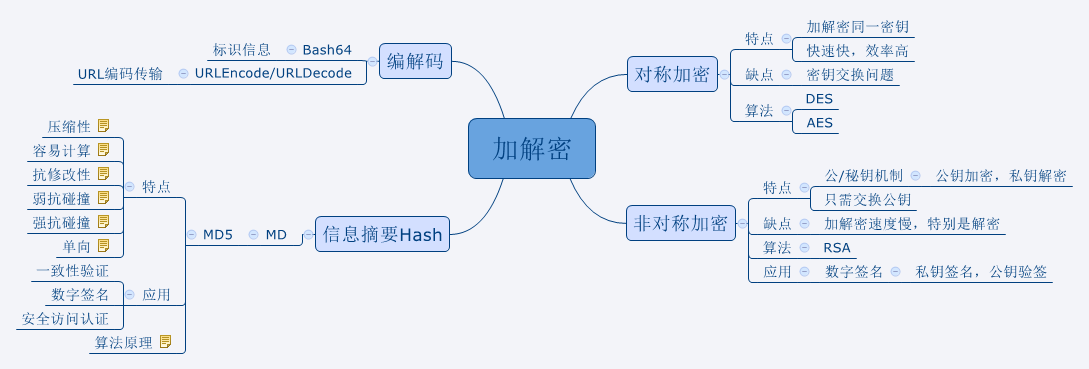 加解密
编解码
标识信息 Bash64
URL编码传输 URLEncode/URLDecode
信息摘要Hash
MD
MD5
特点
压缩性
容易计算
抗修改性
弱抗碰撞
强抗碰撞
单向
应用
一致性验证
数字签名
安全访问认证
算法原理
对称加密
特点
加解密同一密钥
快速快，效率高
缺点
密钥交换问题
算法
DES
AES
非对称加密
特点
公/秘钥机制 公钥加密，私钥解密
只需交换公钥
缺点
加解密速度慢，特别是解密
算法
RSA
应用
数字签名 私钥签名，公钥验签